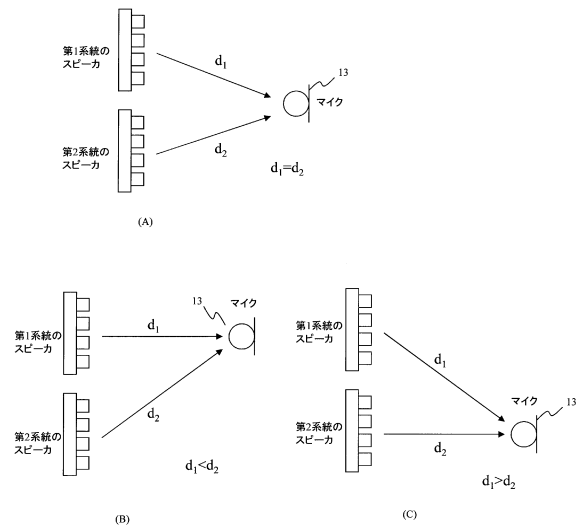 第1系統の
スピーカ
d1
13
マイク
第2系統の
スピーカ
d2
d1=d2
(A)
13
マイク
第1系統の
スピーカ
d1
第2系統の
スピーカ
d2
d1<d2
(B)
第1系統の
スピーカ
d1
マイク
13
第2系統の
スピーカ
d2
d1>d2
(C)